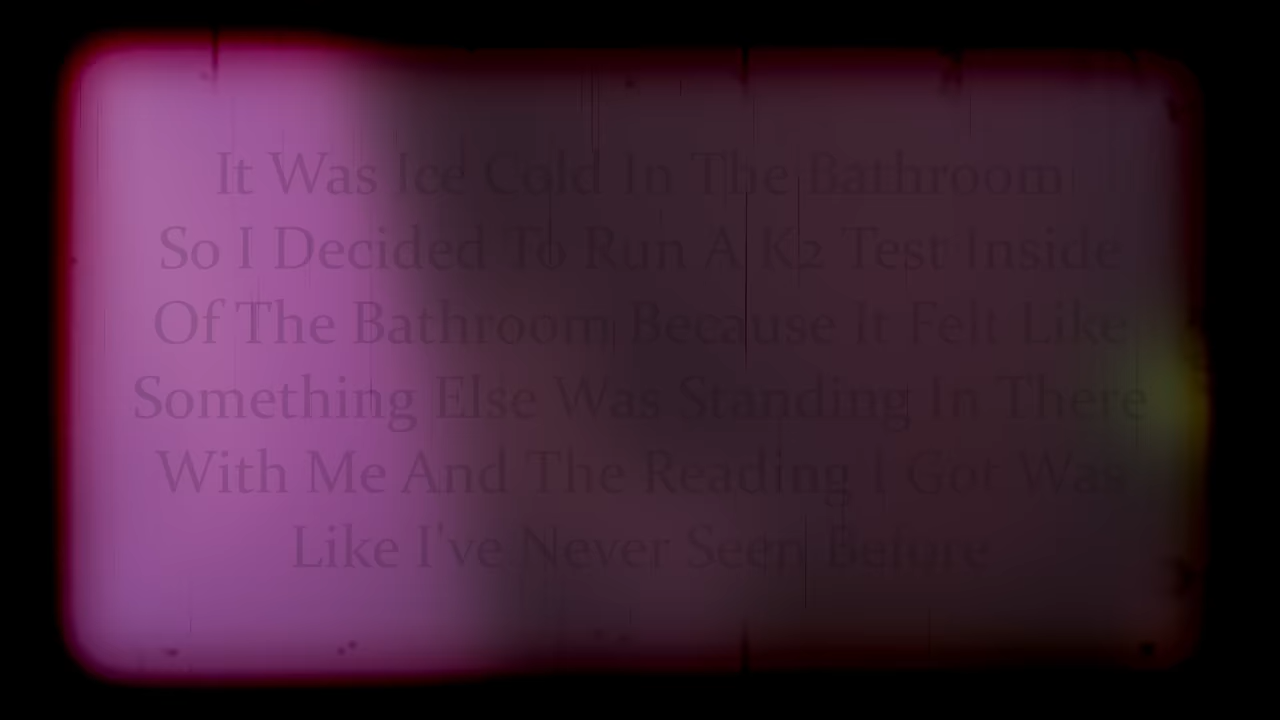 It Was Ice Cold In The Bathroom
So I Decided To Run A K2 Test Inside
Of The Bathroom Because It Felt Like
Something Else Was Standing In There
With Me And The Reading I Got Was
Like I've Never Seen Before